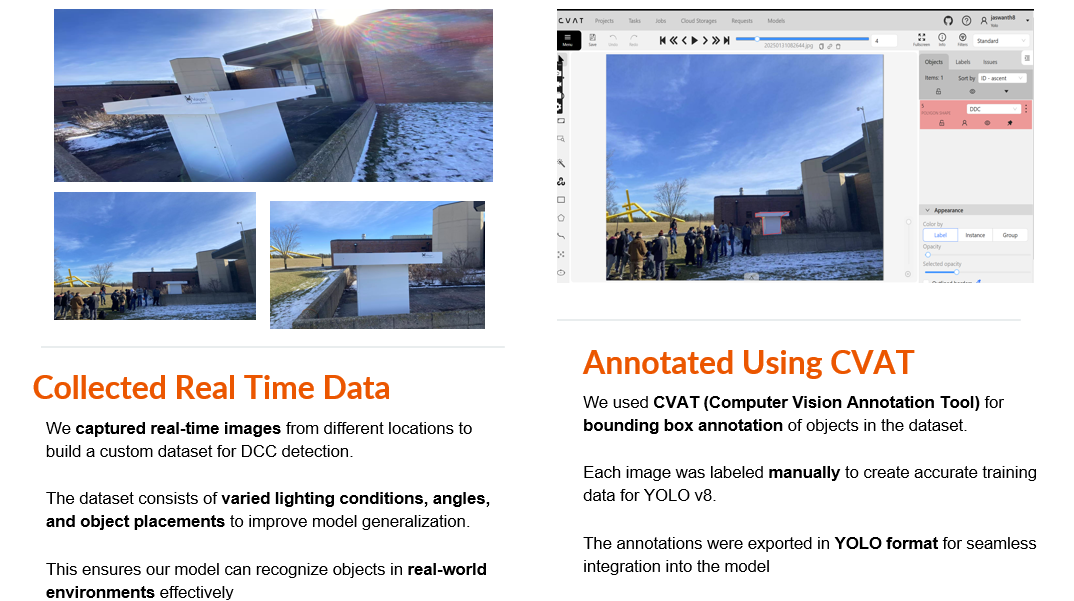 CVAT Projects Tasks Jobs Cloud Storages Requests Models jaswanth8
Menu Save Undo Redo 20250131082644.jpg 4 Fullscreen Info Filters Standard
Objects Labels Issues
Items: 1 Sort by ID - ascent
DDC
Appearance
Color by
Label Instance Group
Opacity
Selected opacity
Outlined borders
Collected Real Time Data
We captured real-time images from different locations to
build a custom dataset for DCC detection.
The dataset consists of varied lighting conditions, angles,
and object placements to improve model generalization.
This ensures our model can recognize objects in real-world
environments effectively
Annotated Using CVAT
We used CVAT (Computer Vision Annotation Tool) for
bounding box annotation of objects in the dataset.
Each image was labeled manually to create accurate training
data for YOLO v8.
The annotations were exported in YOLO format for seamless
integration into the model